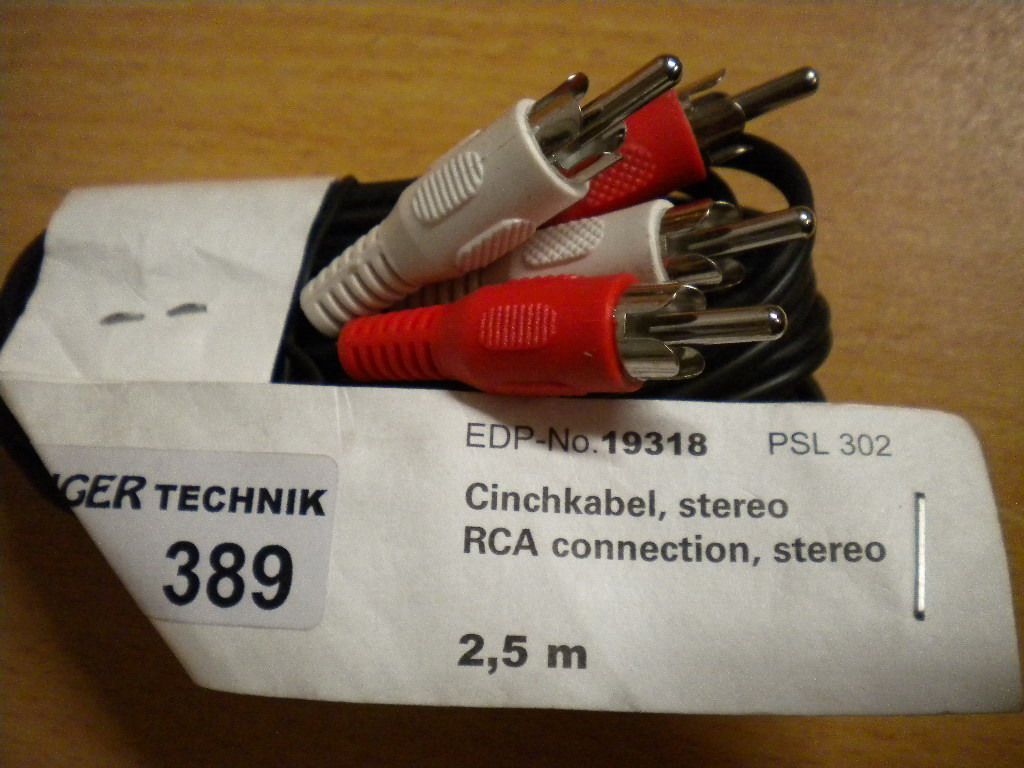 EDP-No.19318 PSL 302
Cinchkabel, stereo
RCA connection, stereo
2,5 m
TECHNIK
389